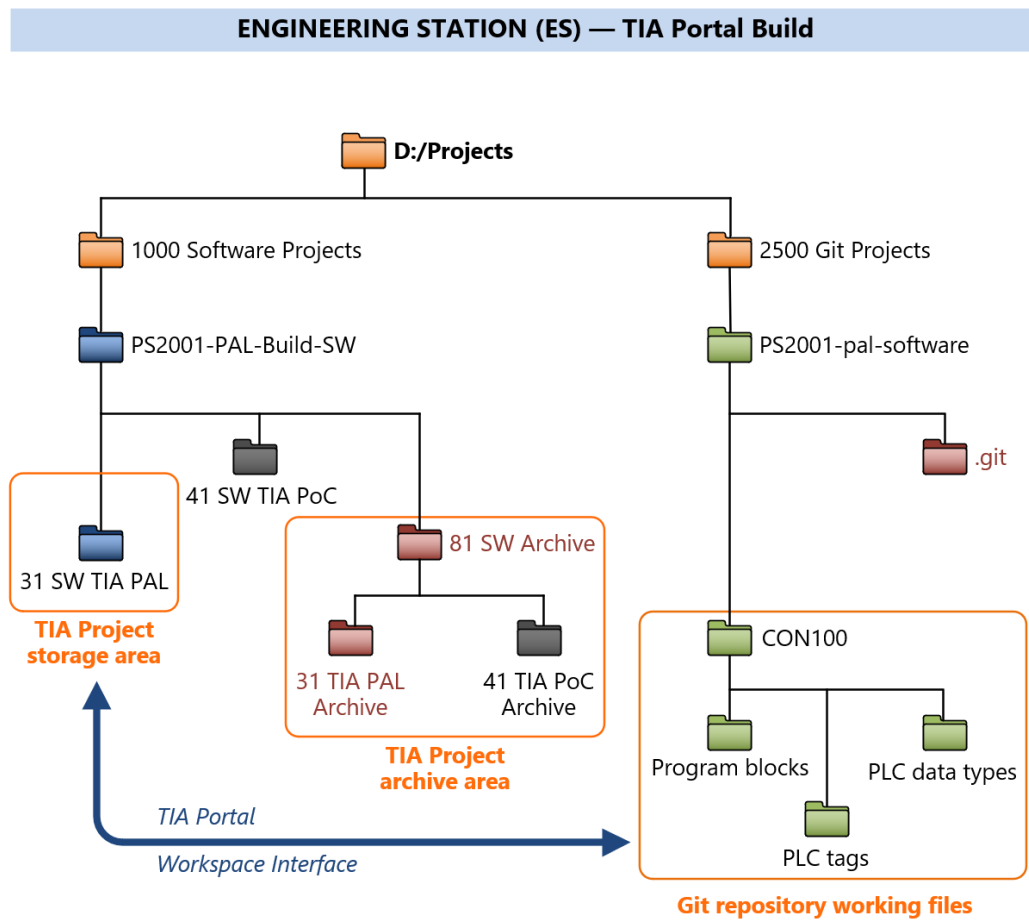 ENGINEERING STATION (ES) — TIA Portal Build
D:/Projects
1000 Software Projects
2500 Git Projects
PS2001-PAL-Build-SW
PS2001-pal-software
.git
41 SW TIA PoC
81 SW Archive
31 SW TIA PAL
TIA Project
storage area
CON100
31 TIA PAL
Archive
41 TIA PoC
Archive
TIA Project
archive area
Program blocks
PLC data types
PLC tags
TIA Portal
Workspace Interface
Git repository working files